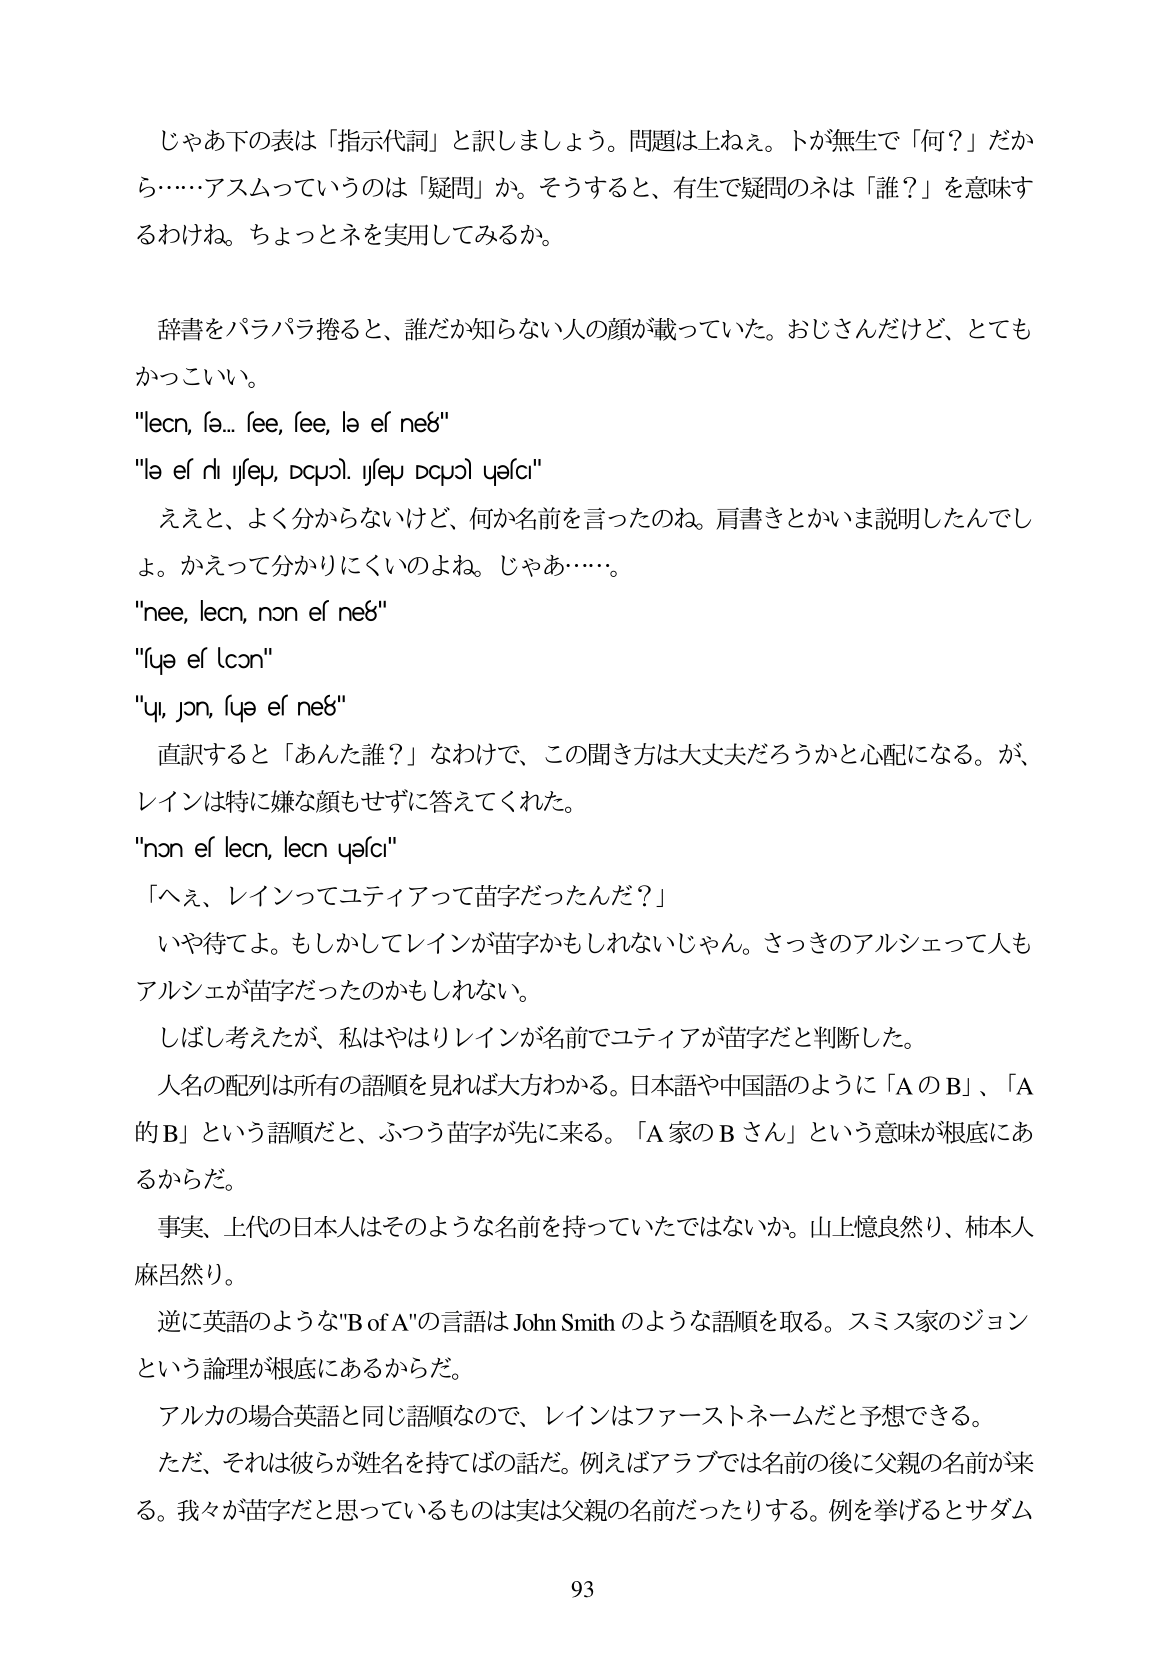 じゃあ下の表は「指示代詞」と訳しましょう。問題は上ねぇ。トが無生で「何？」だか
ら……アスムっていうのは「疑問」か。そうすると、有生で疑問のネは「誰？」を意味す
るわけね。ちょっとネを実用してみるか。
辞書をパラパラ捲ると、誰だか知らない人の顔が載っていた。おじさんだけど、とても
かっこいい。
"lecn, ſə... ſee, ſee, lə eſ ne8"
"lə eſ
ええと、よく分からないけど、何か名前を言ったのね。肩書きとかいま説明したんでし
ょ。かえって分かりにくいのよね。じゃあ……。
"nee, lecn, nɔn eſ ne8"
"ſɥə eſ lcɔn"
"ɥı, ȷɔn, ſɥə eſ ne8"
直訳すると「あんた誰？」なわけで、この聞き方は大丈夫だろうかと心配になる。が、
レインは特に嫌な顔もせずに答えてくれた。
"nɔn eſ lecn, lecn ɥəſcı"
「へぇ、レインってユティアって苗字だったんだ？」
いや待てよ。もしかしてレインが苗字かもしれないじゃん。さっきのアルシェって人も
アルシェが苗字だったのかもしれない。
しばし考えたが、私はやはりレインが名前でユティアが苗字だと判断した。
人名の配列は所有の語順を見れば大方わかる。日本語や中国語のように「A の B」、「A
的 B」という語順だと、ふつう苗字が先に来る。「A 家の B さん」という意味が根底にあ
るからだ。
事実、上代の日本人はそのような名前を持っていたではないか。山上憶良然り、柿本人
麻呂然り。
逆に英語のような"B of A"の言語は John Smith のような語順を取る。スミス家のジョン
という論理が根底にあるからだ。
アルカの場合英語と同じ語順なので、レインはファーストネームだと予想できる。
ただ、それは彼らが姓名を持てばの話だ。例えばアラブでは名前の後に父親の名前が来
る。我々が苗字だと思っているものは実は父親の名前だったりする。例を挙げるとサダム
93